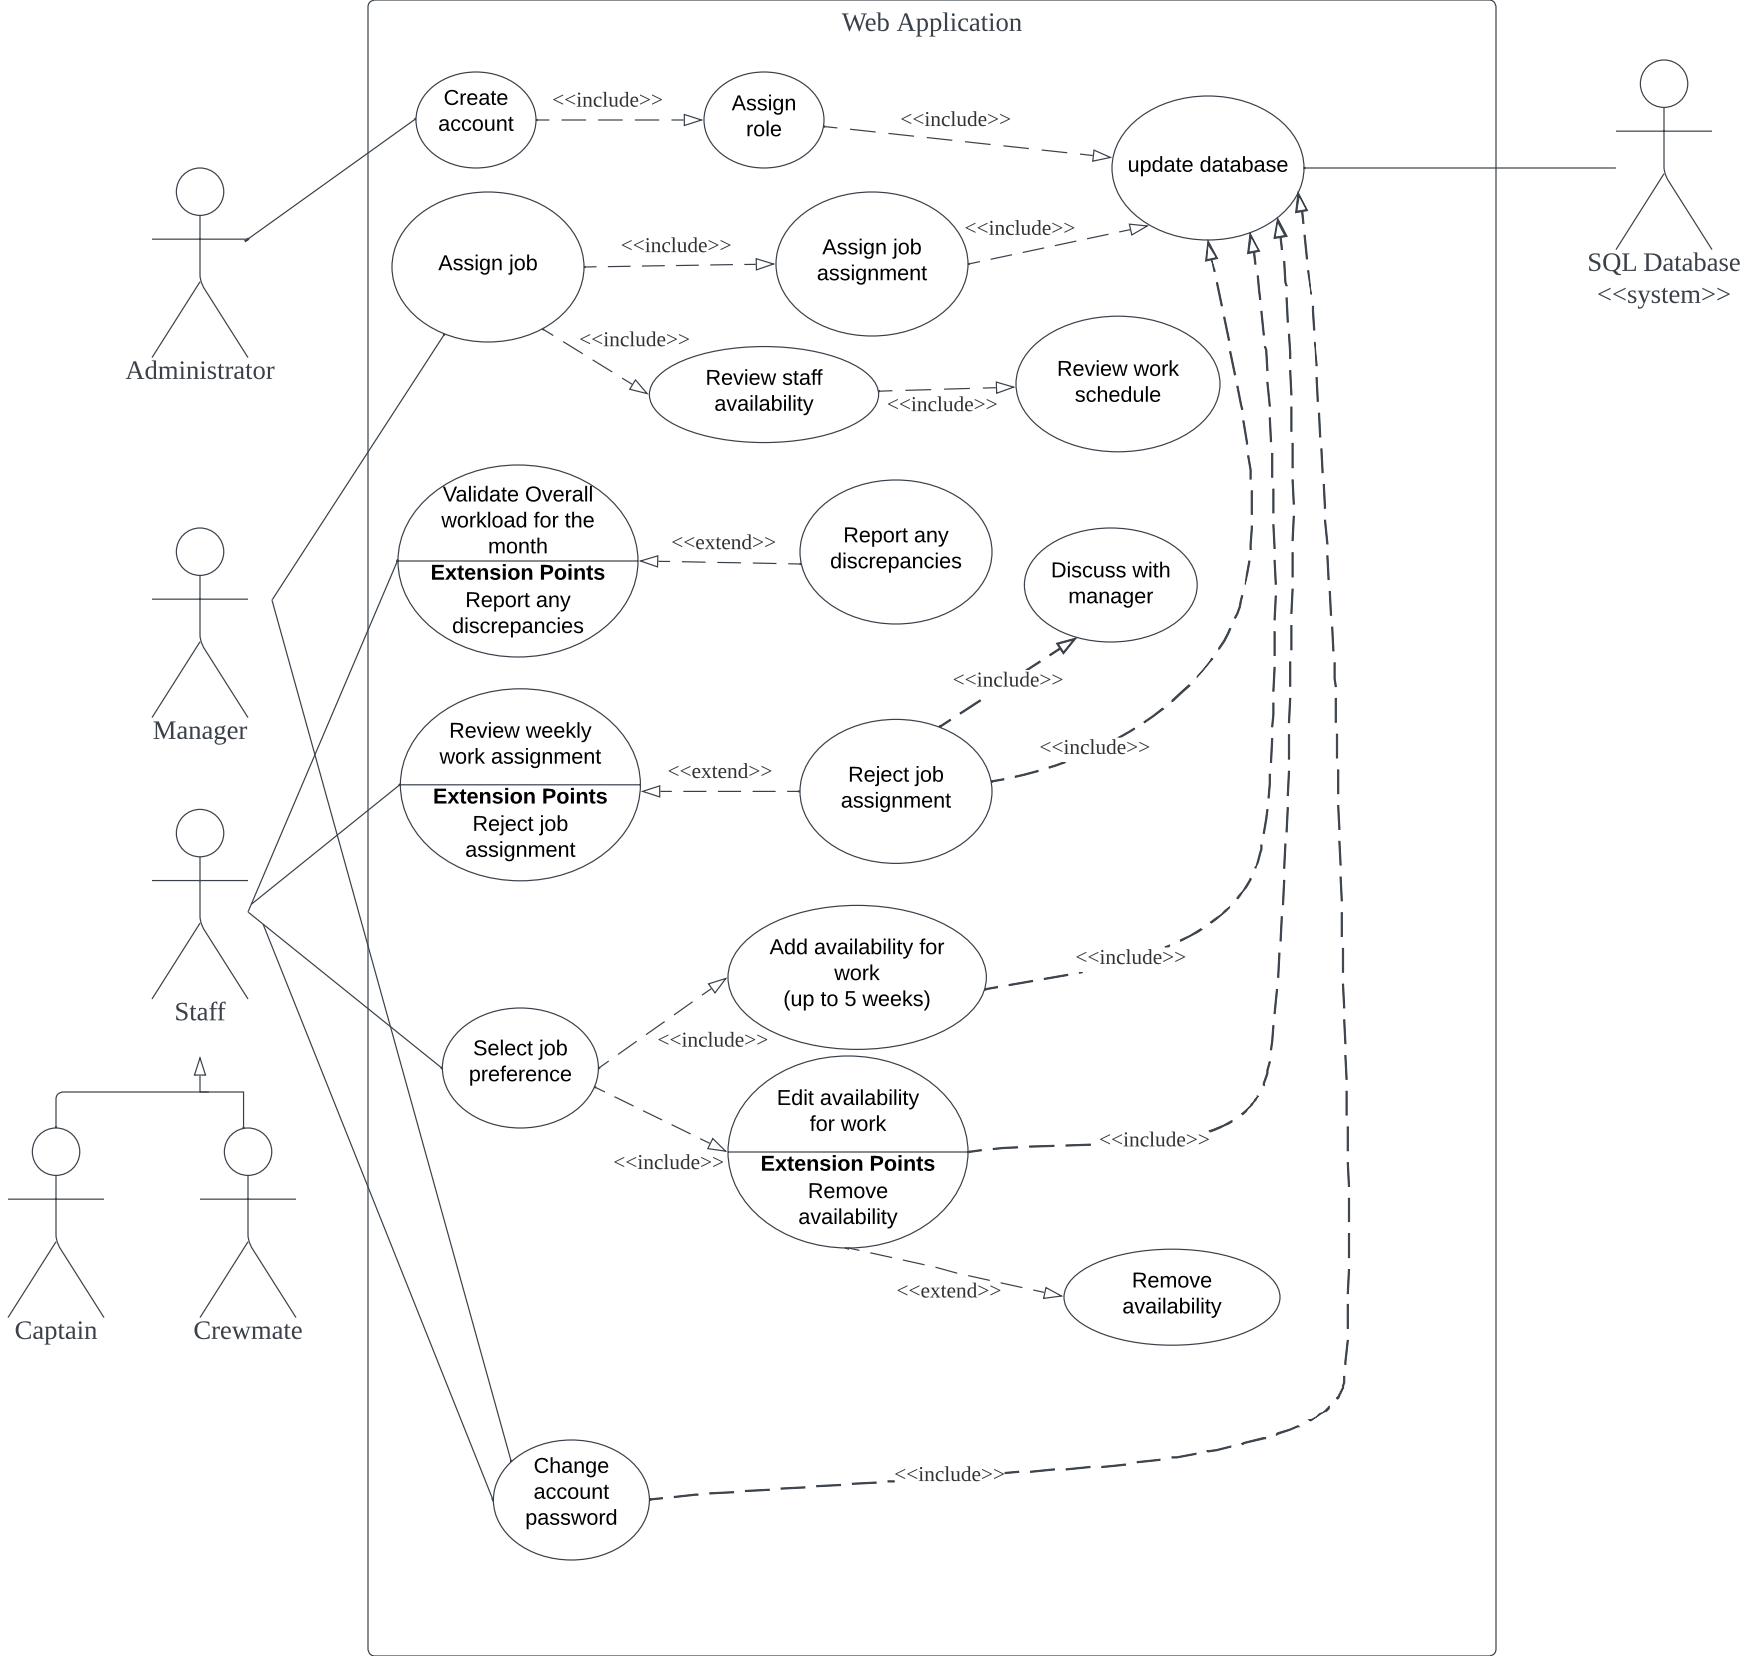 Web Application
Create
account
<<include>>
Assign
role
<<include>>
update database
SQL Database
<<system>>
Administrator
Assign job
<<include>>
Assign job
assignment
<<include>>
<<include>>
Review staff
availability
<<include>>
Review work
schedule
Manager
Validate Overall
workload for the
month
Extension Points
Report any
discrepancies
<<extend>>
Report any
discrepancies
Discuss with
manager
<<include>>
<<include>>
Review weekly
work assignment
Extension Points
Reject job
assignment
<<extend>>
Reject job
assignment
Staff
Add availability for
work
(up to 5 weeks)
<<include>>
Select job
preference
<<include>>
<<include>>
Edit availability
for work
Extension Points
Remove
availability
<<include>>
<<extend>>
Remove
availability
Captain
Crewmate
Change
account
password
<<include>>